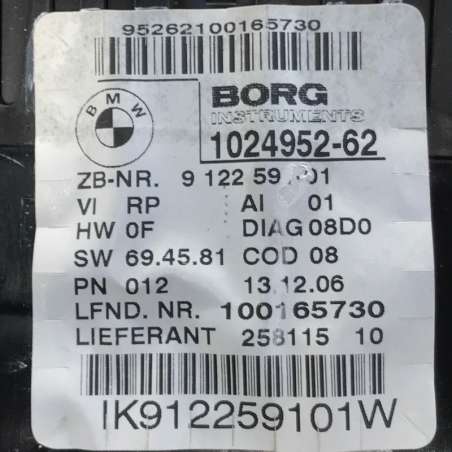 95262100165730
BMW
BORG
INSTRUMENTS
1024952-62
ZB-NR. 9 122 59 -01
VI RP AI 01
HW 0F DIAG 08D0
SW 69.45.81 COD 08
PN 012 13.12.06
LFND. NR. 100165730
LIEFERANT 258115 10
IK912259101W